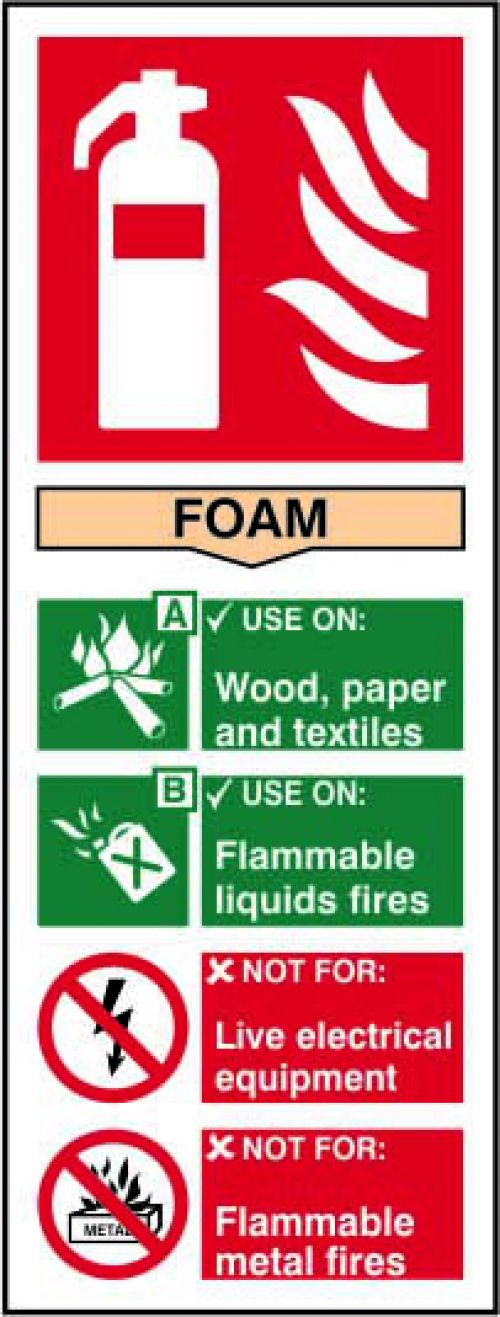 FOAM
A ✓ USE ON:
Wood, paper
and textiles
B ✓ USE ON:
Flammable
liquids fires
✗ NOT FOR:
Live electrical
equipment
✗ NOT FOR:
METAL
Flammable
metal fires